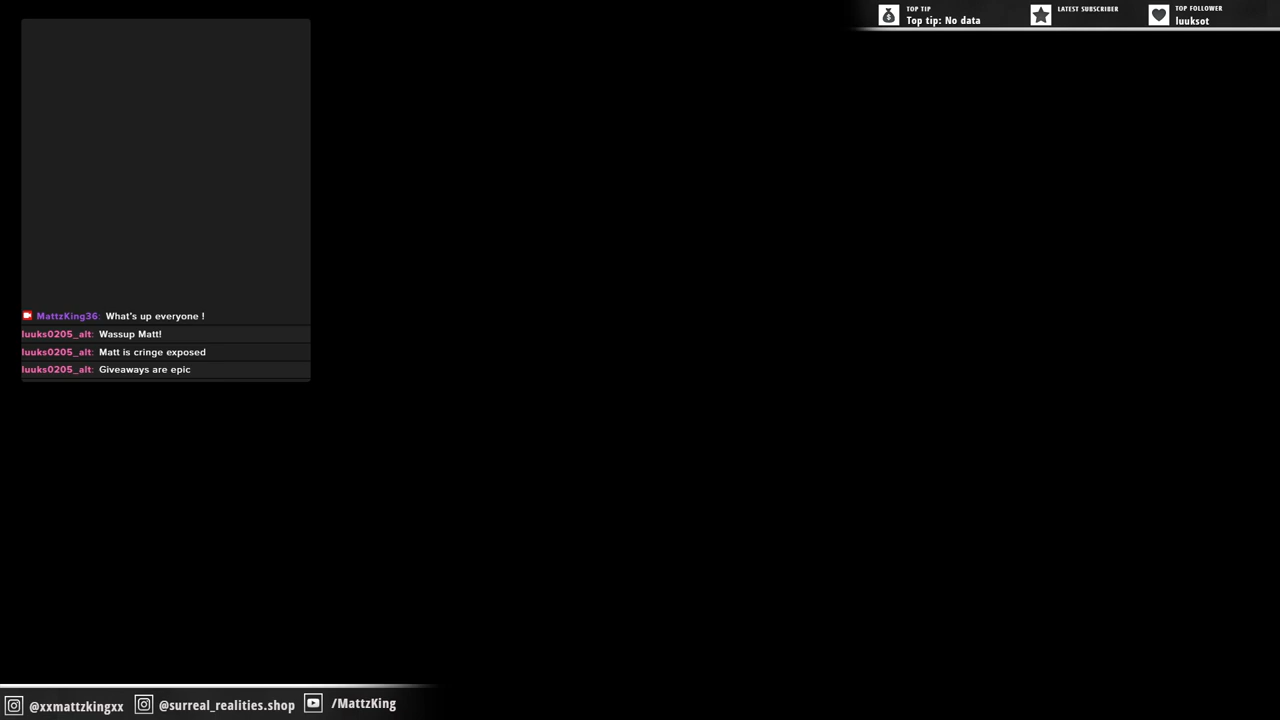 TOP TIP
Top tip: No data
LATEST SUBSCRIBER
TOP FOLLOWER
luuksot
MattzKing36: What's up everyone !
luuks0205_alt: Wassup Matt!
luuks0205_alt: Matt is cringe exposed
luuks0205_alt: Giveaways are epic
@xxmattzkingxx
@surreal_realities.shop
/MattzKing